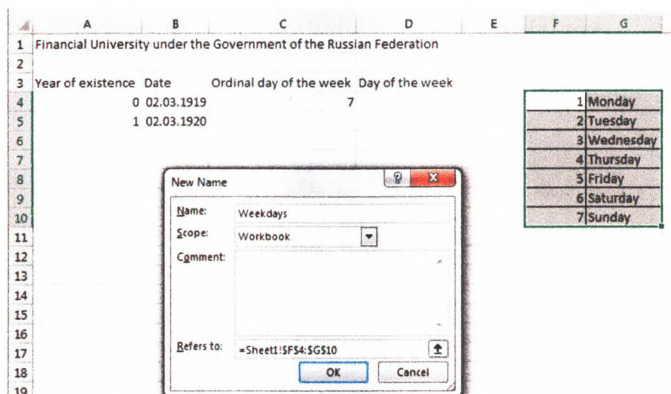 A B C D E F G
1 Financial University under the Government of the Russian Federation
2
3 Year of existence Date Ordinal day of the week Day of the week
4 0 02.03.1919 7 1 Monday
5 1 02.03.1920 2 Tuesday
6 3 Wednesday
7 4 Thursday
8 New Name 5 Friday
9 6 Saturday
10 Name: Weekdays 7 Sunday
11 Scope: Workbook
12 Comment:
13
14
15
16
17 Refers to: =Sheet1!$F$4:$G$10
18 OK Cancel
19